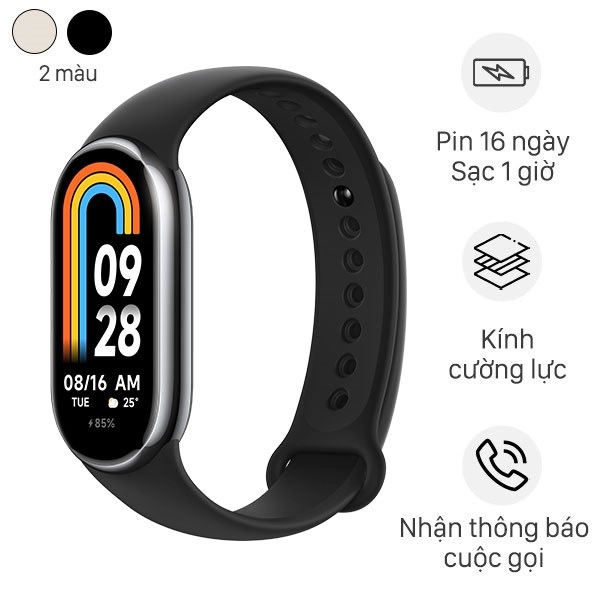 2 màu
Pin 16 ngày
Sạc 1 giờ
Kính
cường lực
Nhận thông báo
cuộc gọi
09
28
08/16 AM
TUE 25°
85%